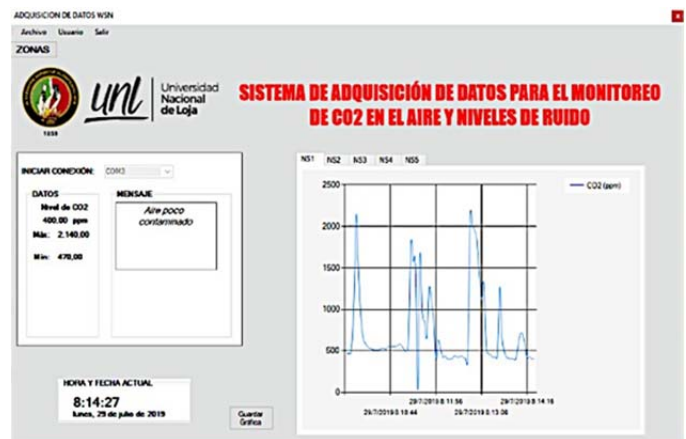 ADQUISICION DE DATOS WSN
Archivo Usuario Salir
ZONAS
1859
unl
Universidad
Nacional
de Loja
SISTEMA DE ADQUISICIÓN DE DATOS PARA EL MONITOREO
DE CO2 EN EL AIRE Y NIVELES DE RUIDO
INICIAR CONEXIÓN: COM3
DATOS
Nivel de CO2
400,00 ppm
Máx: 2.140,00
Min: 470,00
MENSAJE
Aire poco
contaminado
NS1 NS2 NS3 NS4 NS5
2500
2000
1500
1000
500
0
CO2 (ppm)
29/7/2019 8:11:56
29/7/2019 8:14:16
29/7/2019 8:10:44
29/7/2019 8:13:06
HORA Y FECHA ACTUAL
8:14:27
lunes, 29 de julio de 2019
Guardar
Gráfica